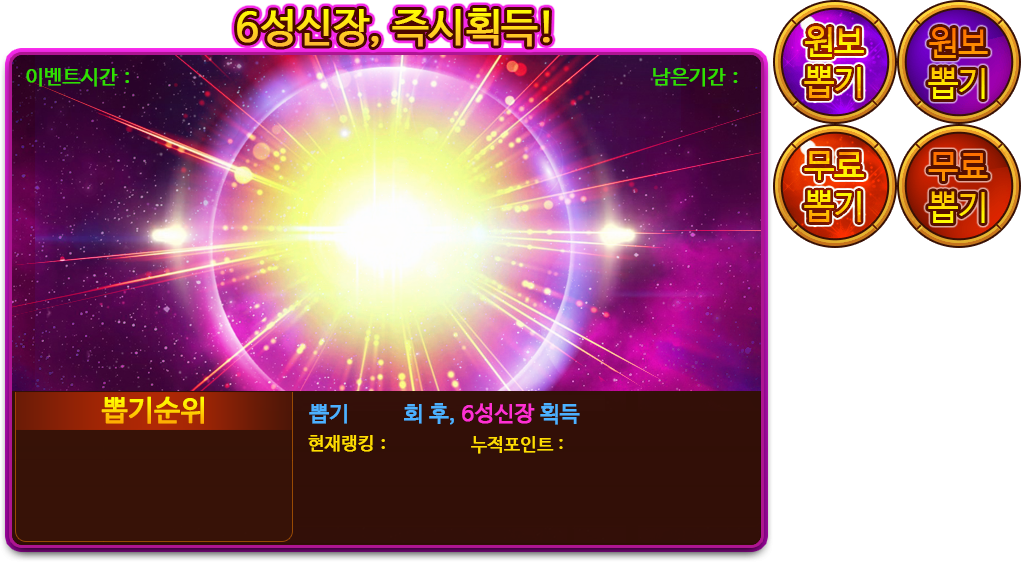 6성신장, 즉시획득!
이벤트시간 :
남은기간 :
뽑기순위
뽑기 회 후, 6성신장 획득
현재랭킹 :
누적포인트 :
원보
뽑기
원보
뽑기
무료
뽑기
무료
뽑기